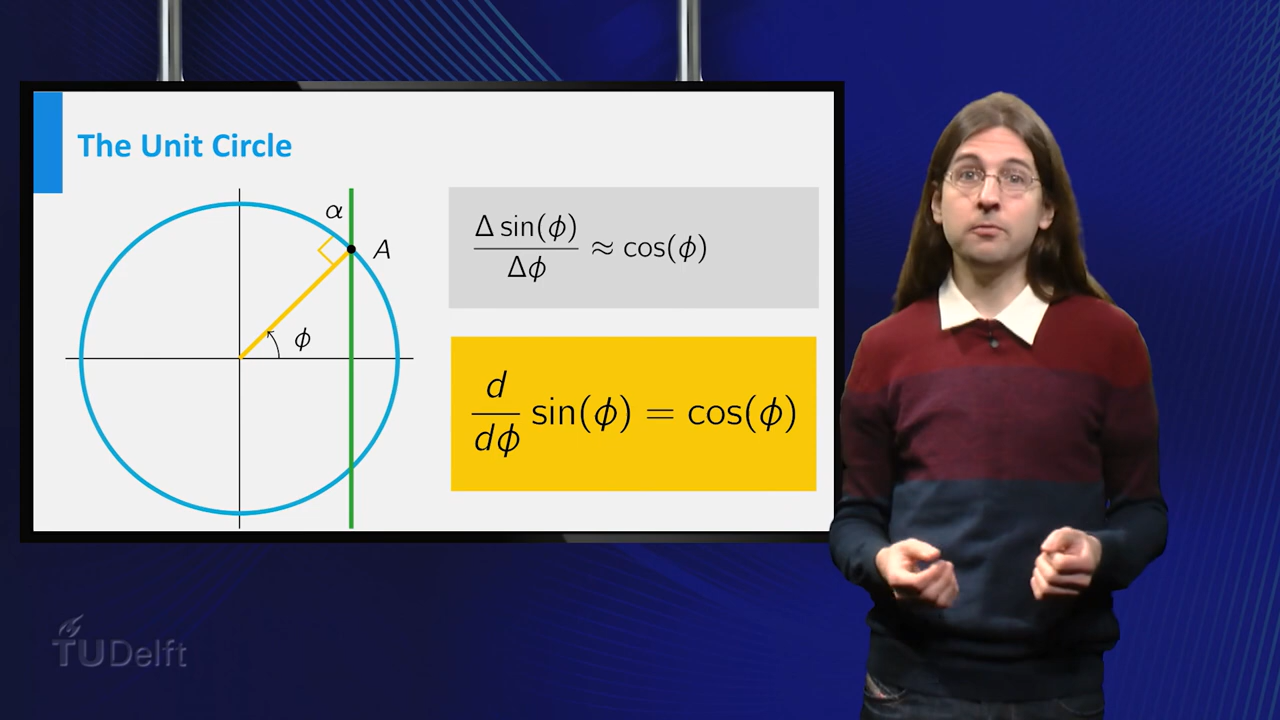 The Unit Circle
α
A
ϕ
Δ sin(ϕ)
Δϕ
≈ cos(ϕ)
d
dϕ
sin(ϕ) = cos(ϕ)
TUDelft